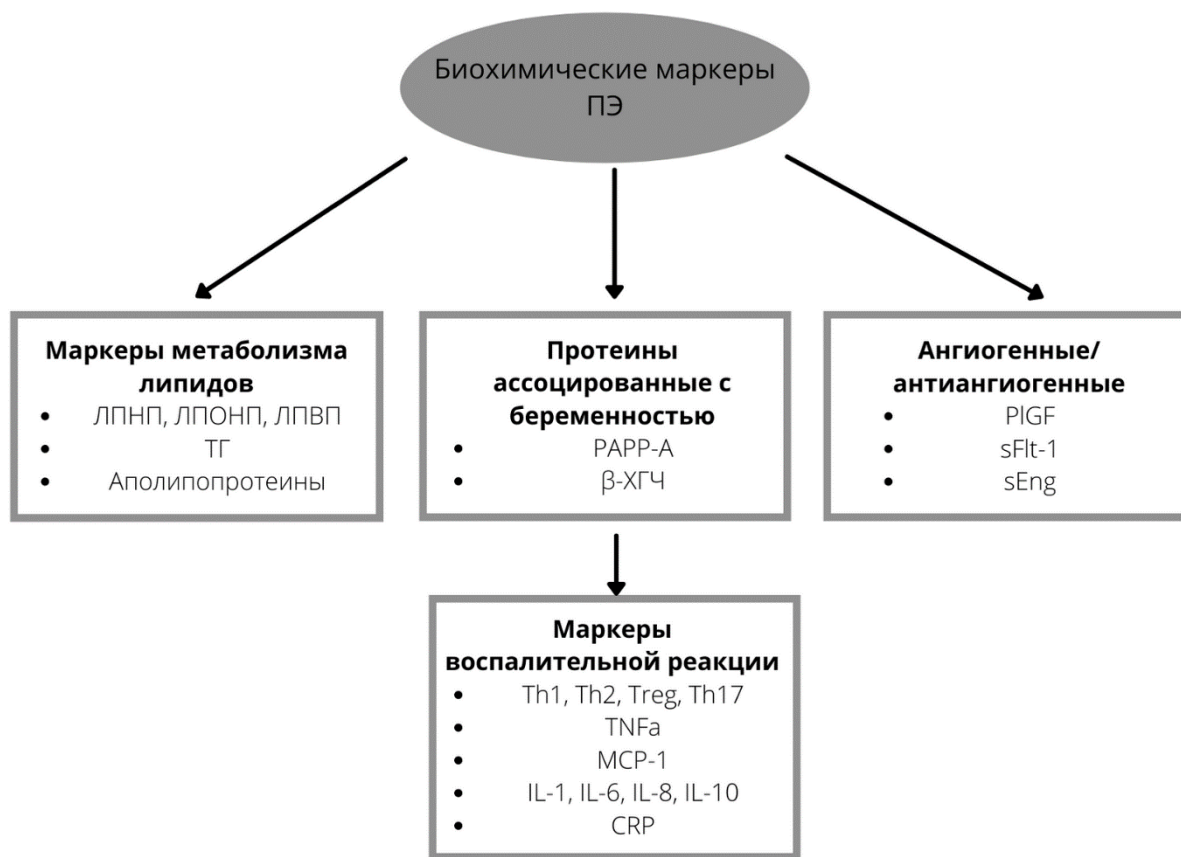 Биохимические маркеры
ПЭ
Маркеры метаболизма
липидов
• ЛПНП, ЛПОНП, ЛПВП
• ТГ
• Аполипопротеины
Протеины
ассоцированные с
беременностью
• PAPP-A
• β-ХГЧ
Ангиогенные/
антиангиогенные
• PlGF
• sFlt-1
• sEng
Маркеры
воспалительной реакции
• Th1, Th2, Treg, Th17
• TNFa
• MCP-1
• IL-1, IL-6, IL-8, IL-10
• CRP